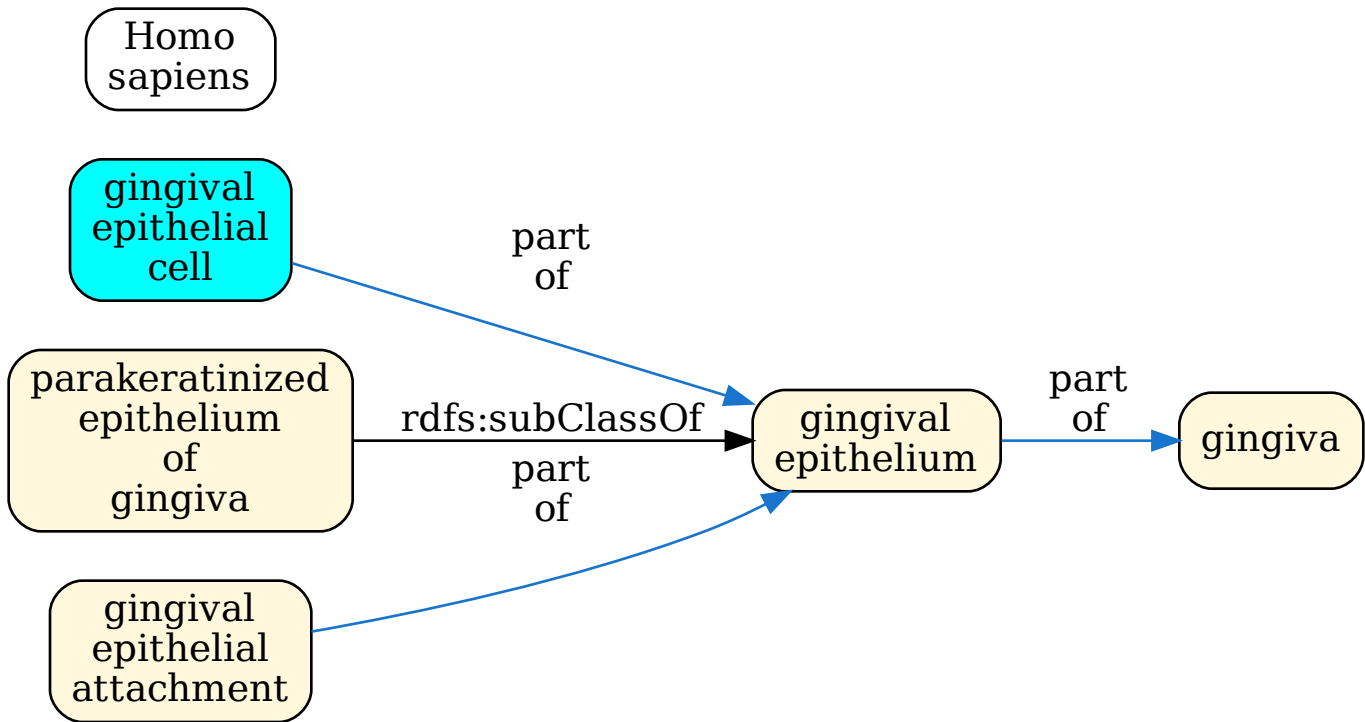 Homo
sapiens
gingival
epithelial
cell
part
of
parakeratinized
epithelium
of
gingiva
rdfs:subClassOf
part
of
gingival
epithelium
part
of
gingiva
gingival
epithelial
attachment